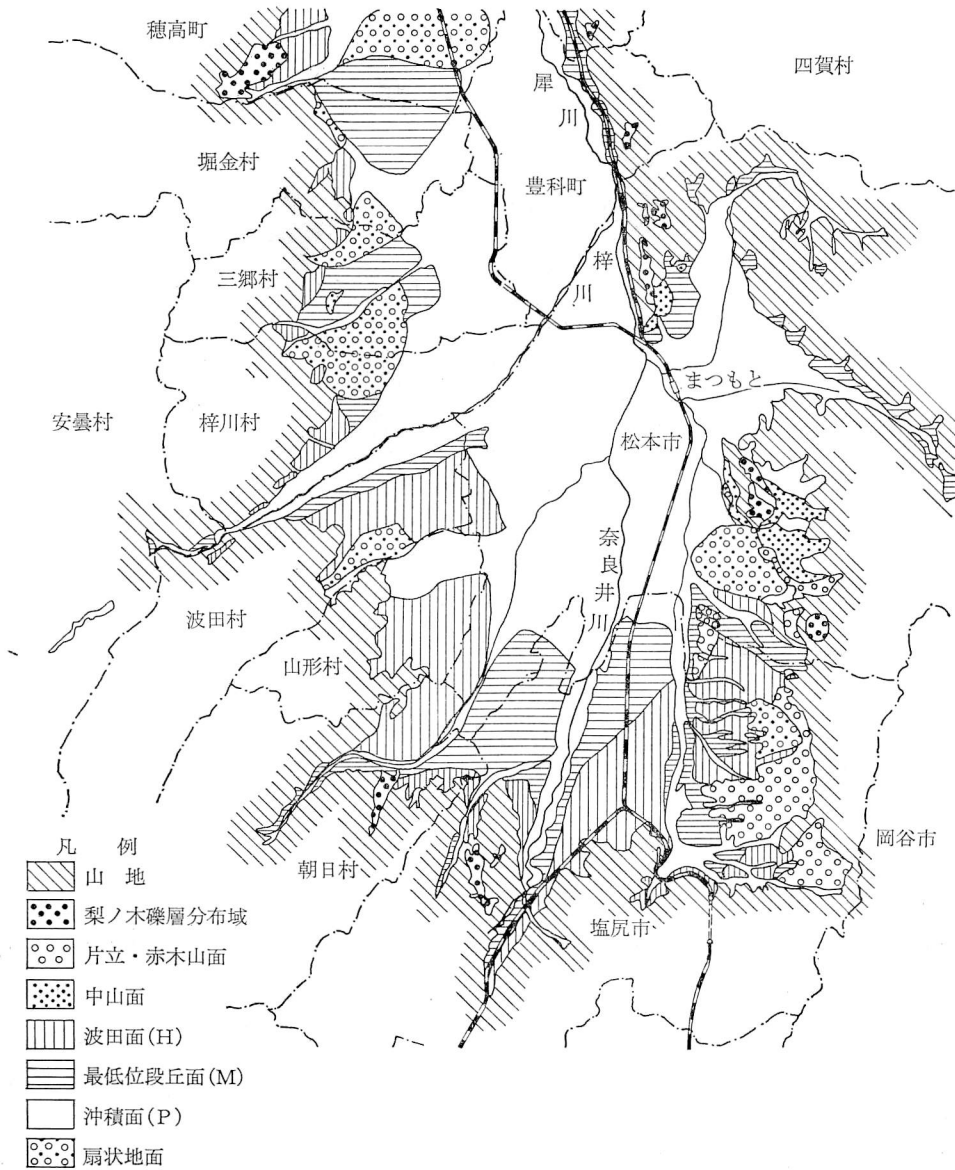 穂高町
四賀村
犀川
堀金村
豊科町
三郷村
梓川
まつもと
安曇村
梓川村
松本市
奈良井川
波田村
山形村
岡谷市
朝日村
塩尻市
凡 例
山 地
梨ノ木礫層分布域
片立・赤木山面
中山面
波田面(H)
最低位段丘面(M)
沖積面(P)
扇状地面